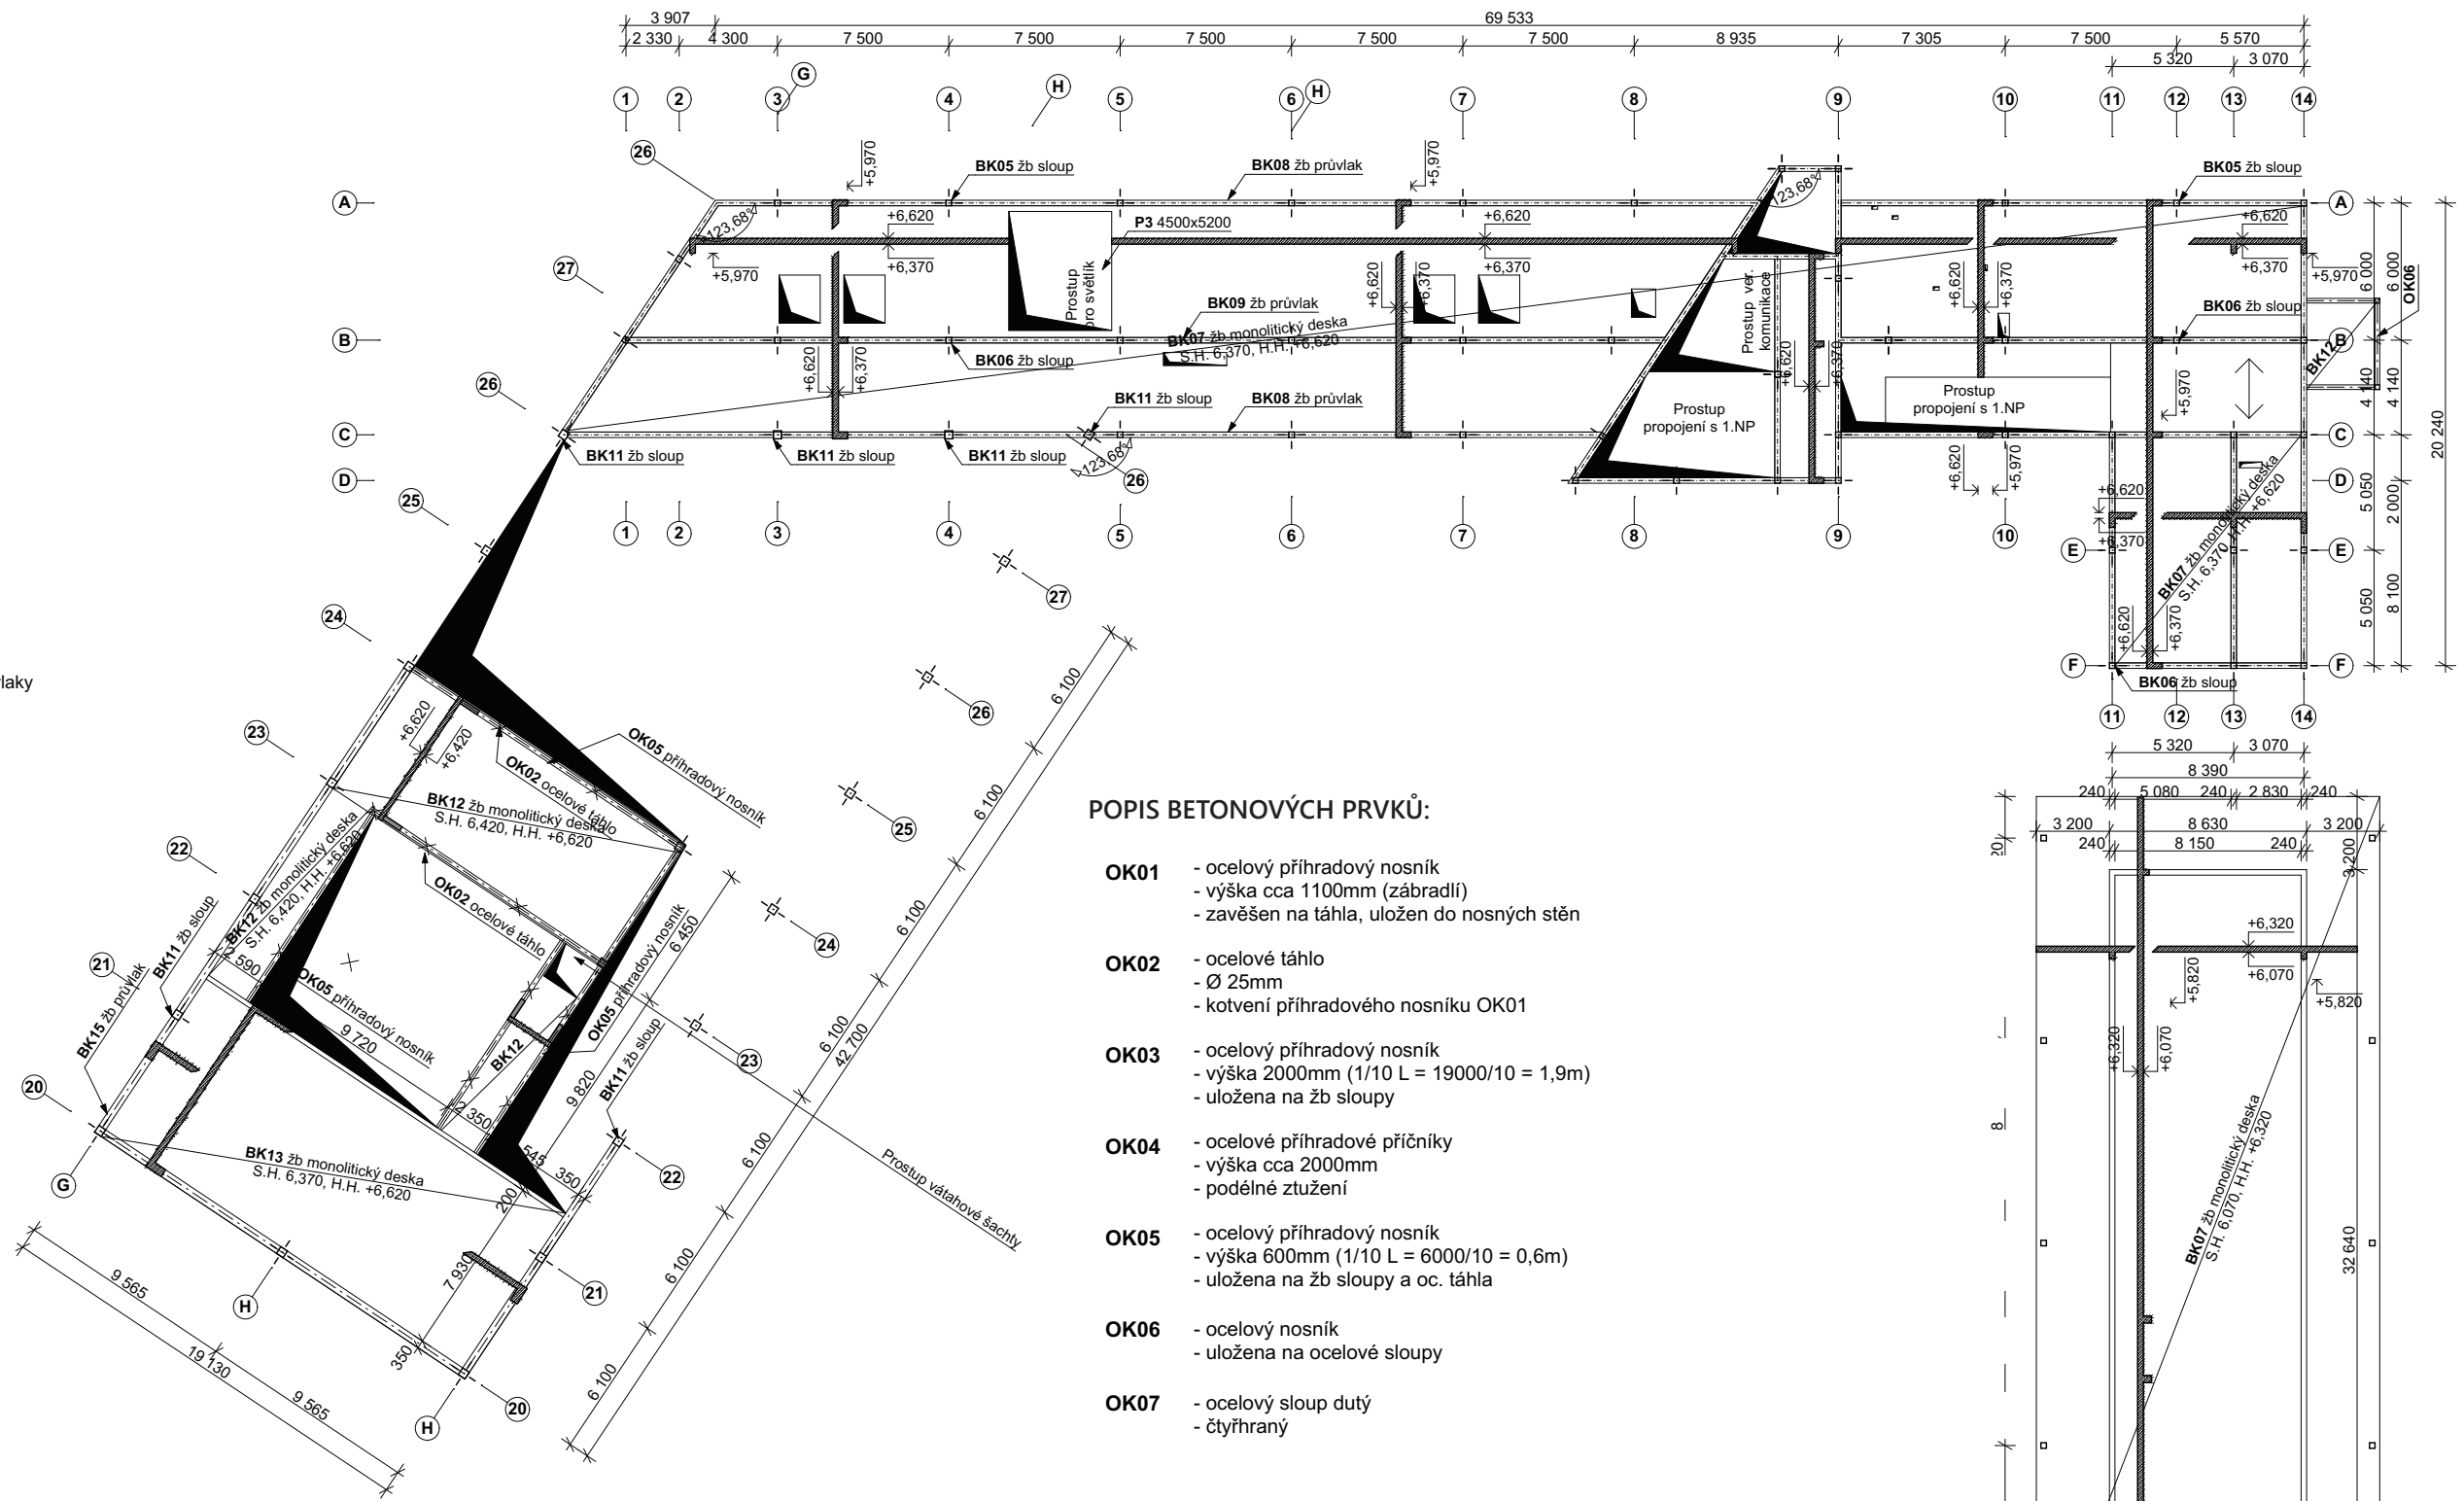 3 907
69 533
2 330
4 300
7 500
7 500
7 500
7 500
7 500
8 935
7 305
7 500
5 570
5 320
3 070
G
H
H
1
2
3
4
5
6
7
8
9
10
11
12
13
14
26
27
26
25
24
A
B
C
D
BK05 žb sloup
BK08 žb průvlak
BK05 žb sloup
+5,970
+5,970
123,68°
123,68°
+6,620
+6,370
+5,970
P3 4500x5200
Prostup
pro světlík
+6,620
+6,370
+6,620
+6,370
BK09 žb průvlak
BK07 žb monolitický deska
S.H. 6,370, H.H. +6,620
BK06 žb sloup
+6,620
+6,370
BK11 žb sloup
BK08 žb průvlak
BK11 žb sloup
BK11 žb sloup
BK11 žb sloup
123,68°
26
Prostup ver.
komunikace
+6,620
+6,370
Prostup
propojení s 1.NP
Prostup
propojení s 1.NP
+6,620
+6,370
+6,620
+6,370
+5,970
OK06
BK06 žb sloup
BK12
+5,970
+6,620
+5,970
+6,620
+6,370
BK07 žb monolitický deska
S.H. 6,370, H.H. +6,620
+6,620
+6,370
BK06 žb sloup
A
B
C
D
E
E
F
F
6 000
6 000
4 140
4 140
5 050
2 000
5 050
8 100
20 240
1
2
3
4
5
6
7
8
9
10
11
12
13
14
laky
27
26
25
24
23
22
21
20
23
22
21
20
G
H
H
+6,620
+6,420
OK05 příhradový nosník
OK02 ocelové táhlo
BK12 žb monolitický deska
S.H. 6,420, H.H. +6,620
BK12 žb monolitický deska
S.H. 6,420, H.H. +6,620
OK02 ocelové táhlo
BK11 žb sloup
BK15 žb průvlak
2 590
OK05 příhradový nosník
9 720
OK05 příhradový nosník
6 450
BK12
2 350
9 820
BK11 žb sloup
545
350
200
BK13 žb monolitický deska
S.H. 6,370, H.H. +6,620
7 930
350
Prostup vátahové šachty
9 565
9 565
19 130
6 100
6 100
6 100
6 100
6 100
6 100
6 100
42 700
POPIS BETONOVÝCH PRVKŮ:
OK01 - ocelový příhradový nosník
- výška cca 1100mm (zábradlí)
- zavěšen na táhla, uložen do nosných stěn
OK02 - ocelové táhlo
- Ø 25mm
- kotvení příhradového nosníku OK01
OK03 - ocelový příhradový nosník
- výška 2000mm (1/10 L = 19000/10 = 1,9m)
- uložena na žb sloupy
OK04 - ocelové příhradové příčníky
- výška cca 2000mm
- podélné ztužení
OK05 - ocelový příhradový nosník
- výška 600mm (1/10 L = 6000/10 = 0,6m)
- uložena na žb sloupy a oc. táhla
OK06 - ocelový nosník
- uložena na ocelové sloupy
OK07 - ocelový sloup dutý
- čtyřhraný
5 320
3 070
8 390
240
5 080
240
2 830
240
3 200
8 630
3 200
240
8 150
240
3 200
+6,320
+6,070
+5,820
+5,820
+6,320
+6,070
BK07 žb monolitický deska
S.H. 6,070, H.H. +6,320
32 640
8